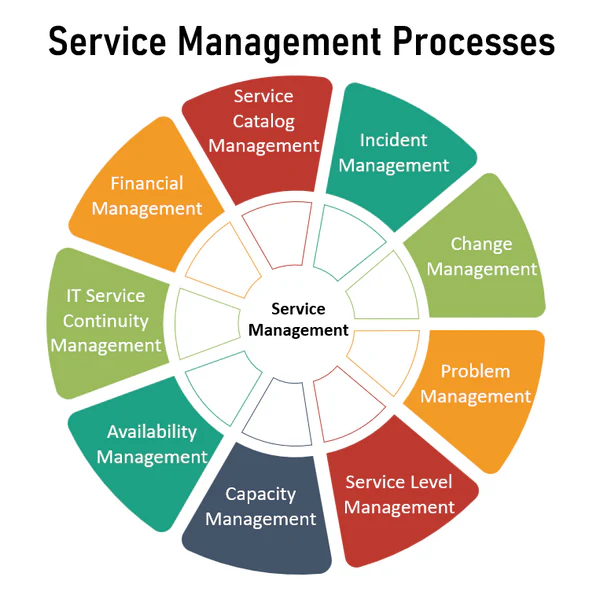 Service Management Processes
Service
Catalog
Management
Incident
Management
Change
Management
Problem
Management
Service Level
Management
Capacity
Management
Availability
Management
IT Service
Continuity
Management
Financial
Management
Service
Management